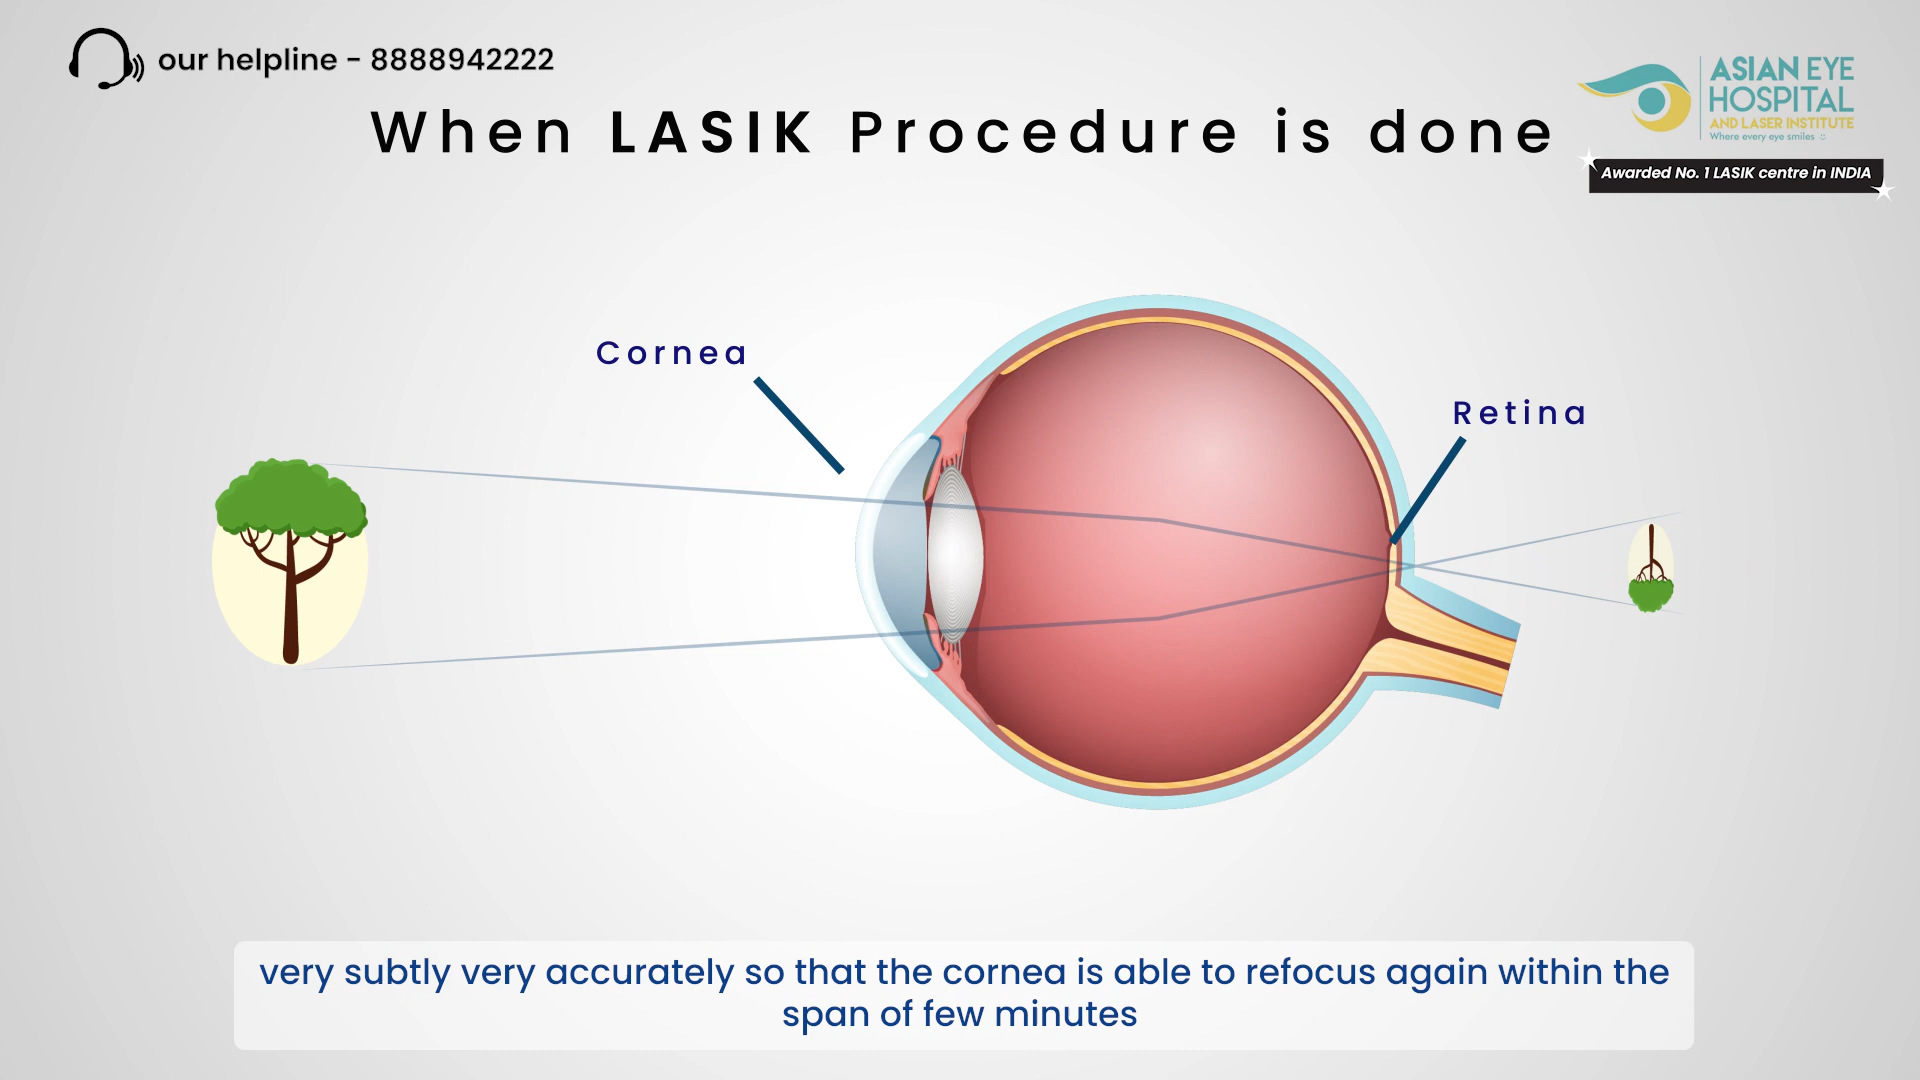 our helpline - 8888942222
When LASIK Procedure is done
ASIAN EYE
HOSPITAL
AND LASER INSTITUTE
Where every eye smiles
Awarded No. 1 LASIK centre in INDIA
Cornea
Retina
very subtly very accurately so that the cornea is able to refocus again within the
span of few minutes